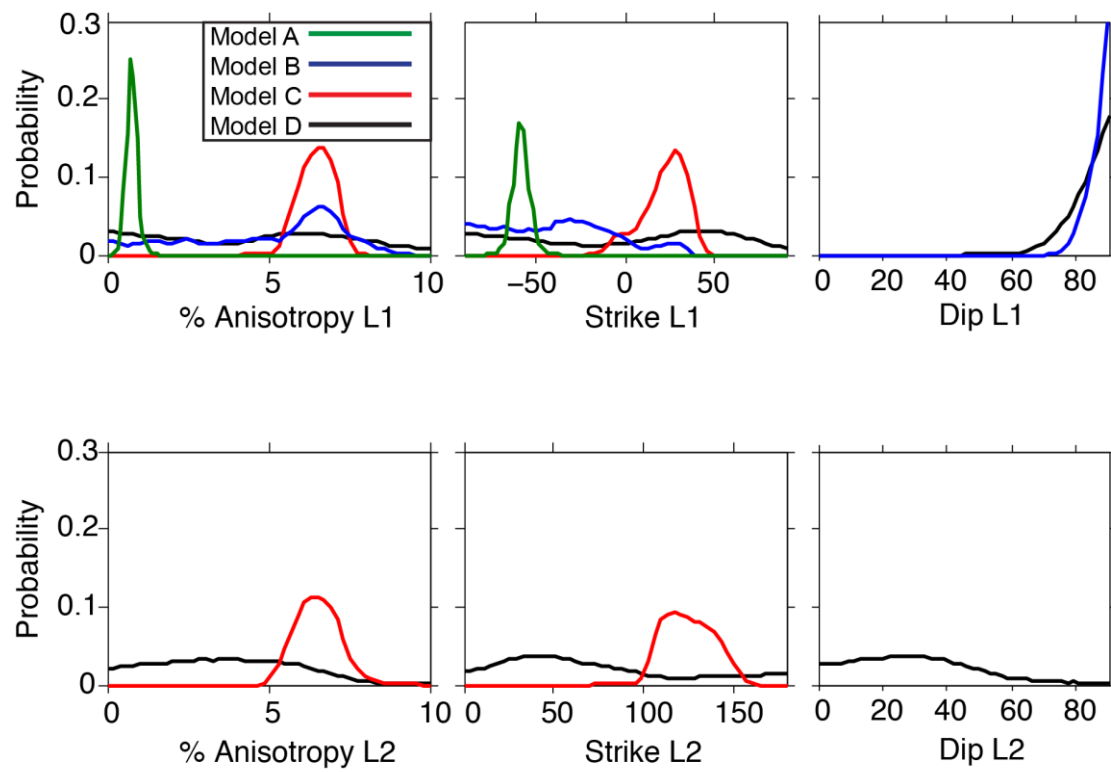 0.3
0.2
0.1
0
Probability
Model A
Model B
Model C
Model D
0 5 10
% Anisotropy L1
−50 0 50
Strike L1
0 20 40 60 80
Dip L1
0.3
0.2
0.1
0
Probability
0 5 10
% Anisotropy L2
0 50 100 150
Strike L2
0 20 40 60 80
Dip L2